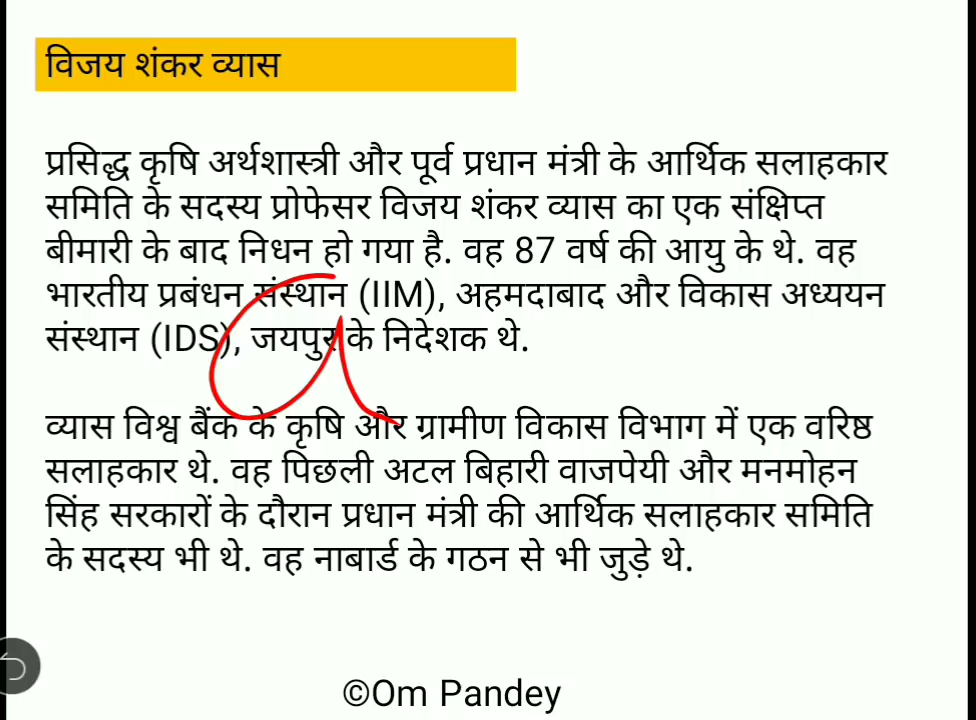 विजय शंकर व्यास
प्रसिद्ध कृषि अर्थशास्त्री और पूर्व प्रधान मंत्री के आर्थिक सलाहकार
समिति के सदस्य प्रोफेसर विजय शंकर व्यास का एक संक्षिप्त
बीमारी के बाद निधन हो गया है. वह 87 वर्ष की आयु के थे. वह
भारतीय प्रबंधन संस्थान (IIM), अहमदाबाद और विकास अध्ययन
संस्थान (IDS), जयपुर के निदेशक थे.
व्यास विश्व बैंक के कृषि और ग्रामीण विकास विभाग में एक वरिष्ठ
सलाहकार थे. वह पिछली अटल बिहारी वाजपेयी और मनमोहन
सिंह सरकारों के दौरान प्रधान मंत्री की आर्थिक सलाहकार समिति
के सदस्य भी थे. वह नाबार्ड के गठन से भी जुड़े थे.
©Om Pandey